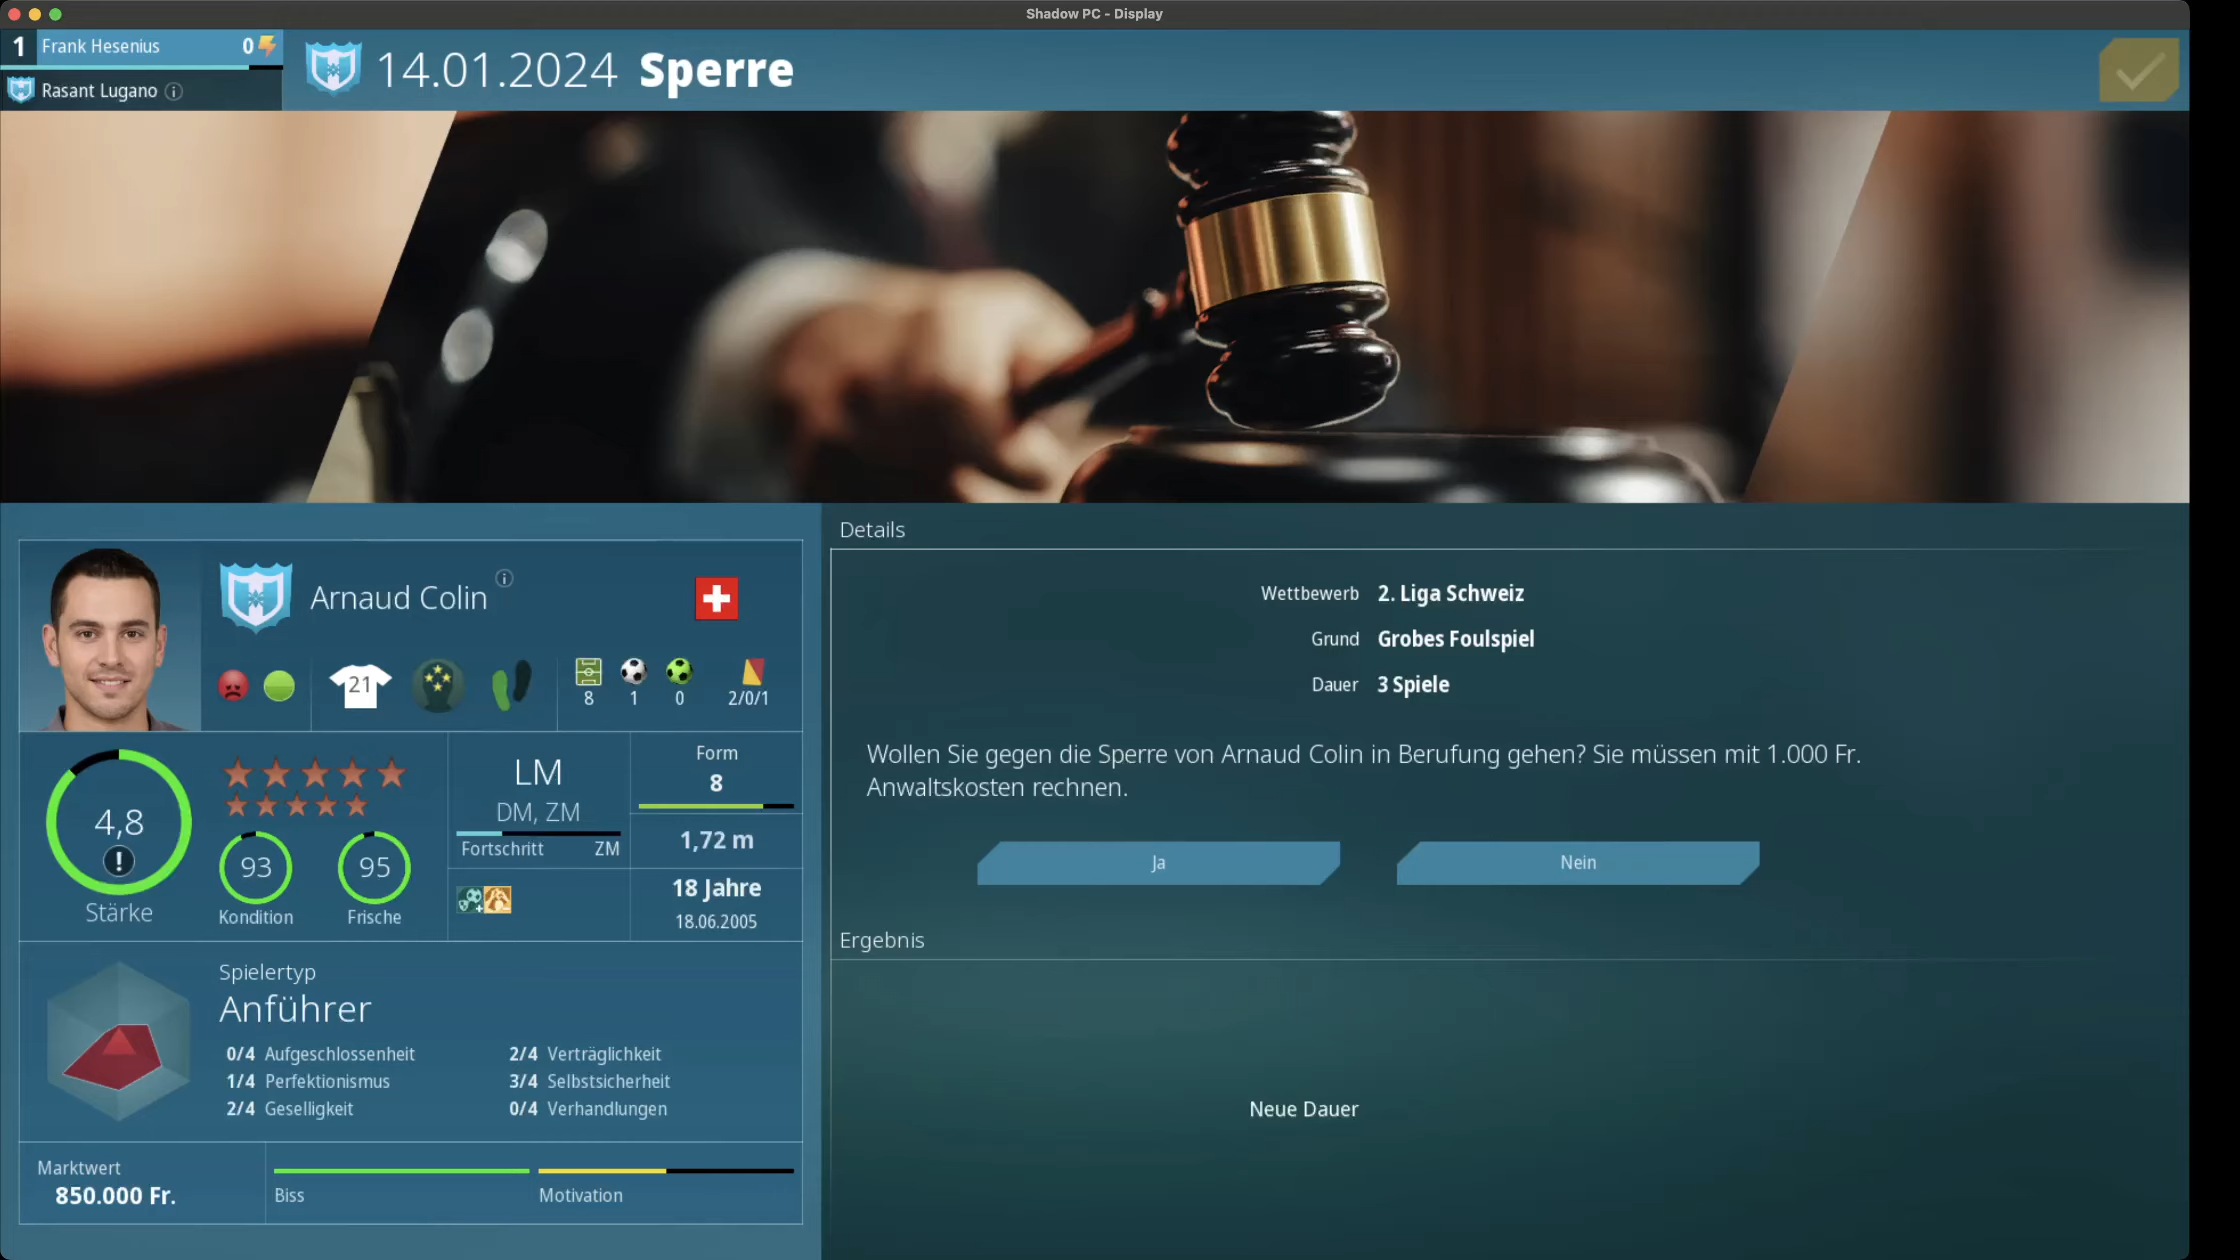 Shadow PC - Display
1 Frank Hesenius 0
Rasant Lugano
14.01.2024 Sperre
Arnaud Colin
21
8 1 0 2/0/1
4,8
!
Stärke
93 95
Kondition Frische
LM
DM, ZM
Fortschritt ZM
Form
8
1,72 m
18 Jahre
18.06.2005
Spielertyp
Anführer
0/4 Aufgeschlossenheit 2/4 Verträglichkeit
1/4 Perfektionismus 3/4 Selbstsicherheit
2/4 Geselligkeit 0/4 Verhandlungen
Marktwert
850.000 Fr.
Biss Motivation
Details
Wettbewerb 2. Liga Schweiz
Grund Grobes Foulspiel
Dauer 3 Spiele
Wollen Sie gegen die Sperre von Arnaud Colin in Berufung gehen? Sie müssen mit 1.000 Fr.
Anwaltskosten rechnen.
Ja Nein
Ergebnis
Neue Dauer